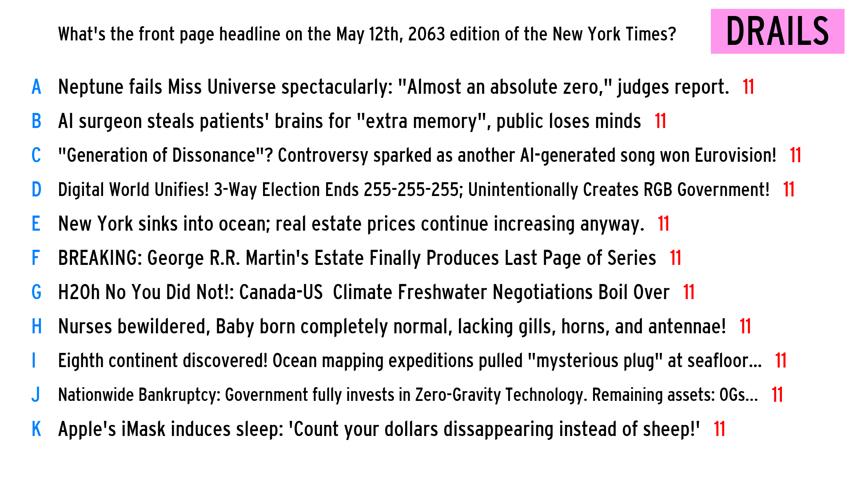 What's the front page headline on the May 12th, 2063 edition of the New York Times?
DRAILS
A Neptune fails Miss Universe spectacularly: "Almost an absolute zero," judges report. 11
B AI surgeon steals patients' brains for "extra memory", public loses minds 11
C "Generation of Dissonance"? Controversy sparked as another AI-generated song won Eurovision! 11
D Digital World Unifies! 3-Way Election Ends 255-255-255; Unintentionally Creates RGB Government! 11
E New York sinks into ocean; real estate prices continue increasing anyway. 11
F BREAKING: George R.R. Martin's Estate Finally Produces Last Page of Series 11
G H20h No You Did Not!: Canada-US Climate Freshwater Negotiations Boil Over 11
H Nurses bewildered, Baby born completely normal, lacking gills, horns, and antennae! 11
I Eighth continent discovered! Ocean mapping expeditions pulled "mysterious plug" at seafloor... 11
J Nationwide Bankruptcy: Government fully invests in Zero-Gravity Technology. Remaining assets: 0Gs... 11
K Apple's iMask induces sleep: 'Count your dollars dissappearing instead of sheep!' 11